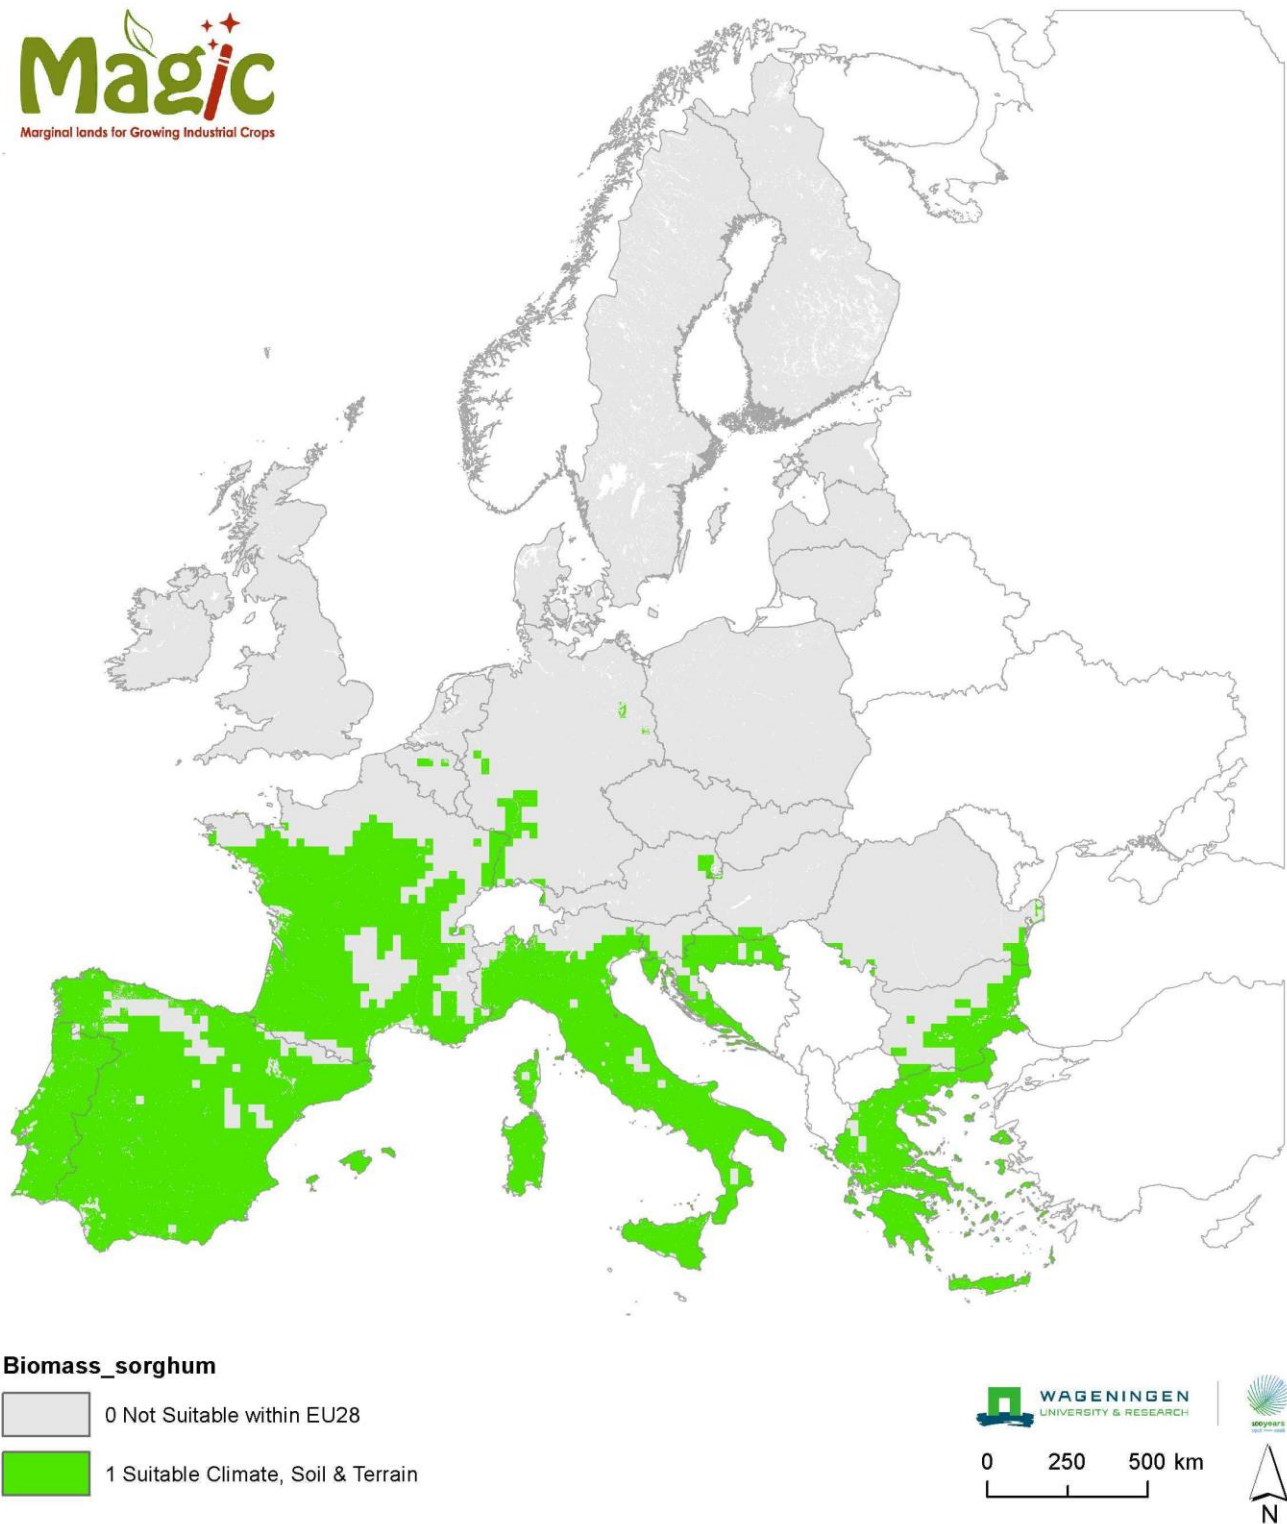 Magic
Marginal lands for Growing Industrial Crops
Biomass_sorghum
0 Not Suitable within EU28
1 Suitable Climate, Soil & Terrain
WAGENINGEN
UNIVERSITY & RESEARCH
100years
0 250 500 km
N